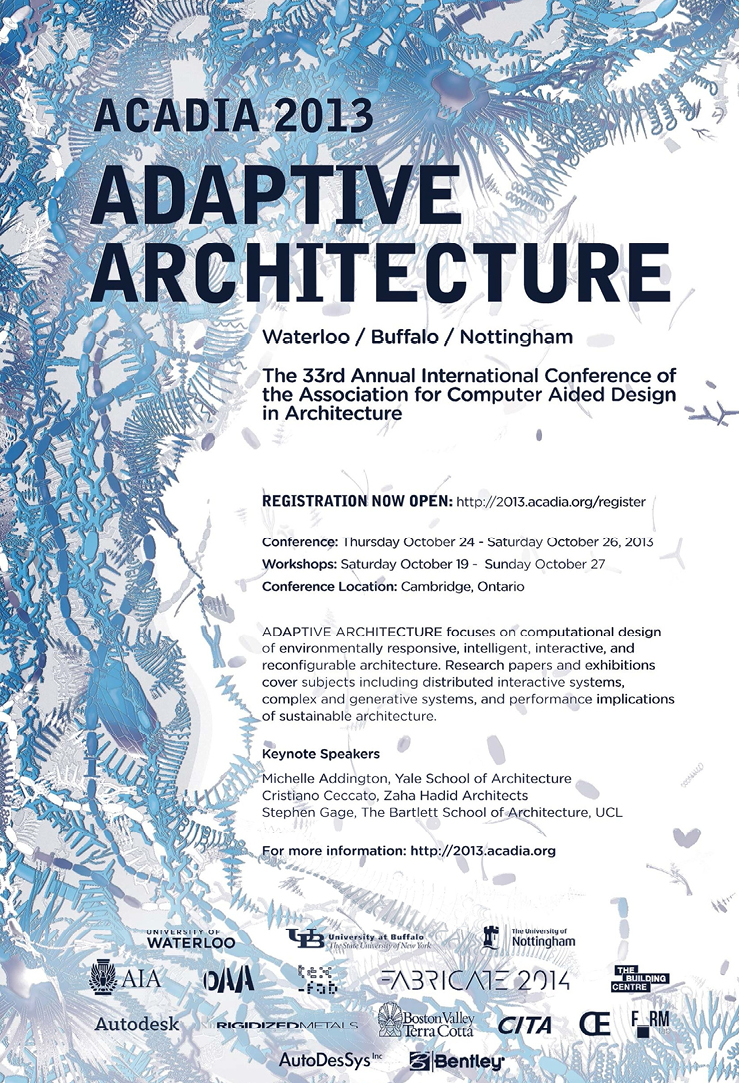 ACADIA 2013
ADAPTIVE
ARCHITECTURE
Waterloo / Buffalo / Nottingham
The 33rd Annual International Conference of
the Association for Computer Aided Design
in Architecture
REGISTRATION NOW OPEN: http://2013.acadia.org/register
Conference: Thursday October 24 - Saturday October 26, 2013
Workshops: Saturday October 19 - Sunday October 27
Conference Location: Cambridge, Ontario
ADAPTIVE ARCHITECTURE focuses on computational design
of environmentally responsive, intelligent, interactive, and
reconfigurable architecture. Research papers and exhibitions
cover subjects including distributed interactive systems,
complex and generative systems, and performance implications
of sustainable architecture.
Keynote Speakers
Michelle Addington, Yale School of Architecture
Cristiano Ceccato, Zaha Hadid Architects
Stephen Gage, The Bartlett School of Architecture, UCL
For more information: http://2013.acadia.org
UNIVERSITY OF
WATERLOO
UB University at Buffalo
The State University of New York
The University of
Nottingham
AIA
OAA
tex
-fab
FABRICATE 2014
THE
BUILDING
CENTRE
Autodesk
RIGIDIZEDMETALS
Boston Valley
Terra Cotta
CITA
Œ
FORM
AutoDesSys Inc
Bentley